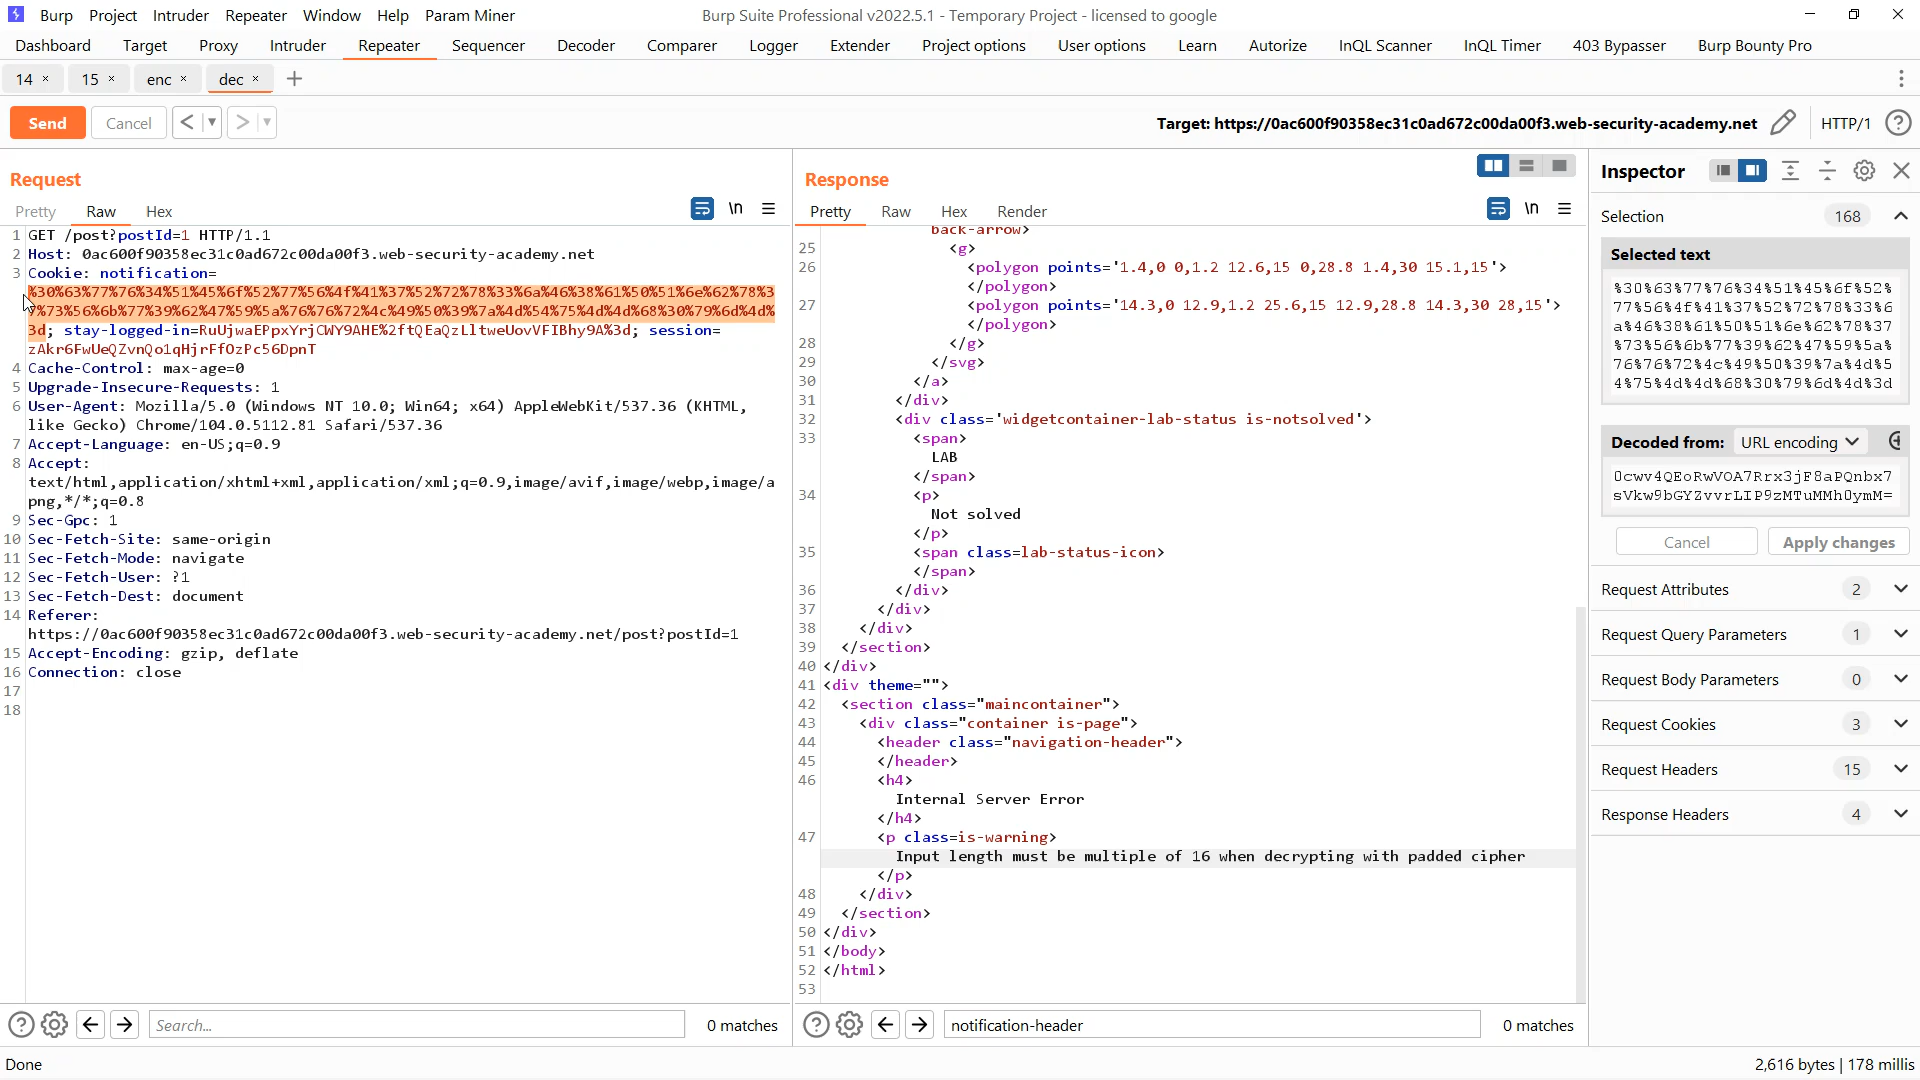 Burp Project Intruder Repeater Window Help Param Miner
Burp Suite Professional v2022.5.1 - Temporary Project - licensed to google
Dashboard Target Proxy Intruder Repeater Sequencer Decoder Comparer Logger Extender Project options User options Learn Autorize InQL Scanner InQL Timer 403 Bypasser Burp Bounty Pro
14 × 15 × enc × dec × +
Send Cancel < >
Target: https://0ac600f90358ec31c0ad672c00da00f3.web-security-academy.net HTTP/1
Request
Pretty Raw Hex \n
1 GET /post?postId=1 HTTP/1.1
2 Host: 0ac600f90358ec31c0ad672c00da00f3.web-security-academy.net
3 Cookie: notification=
%30%63%77%76%34%51%45%6f%52%77%56%4f%41%37%52%72%78%33%6a%46%38%61%50%51%6e%62%78%3
7%73%56%6b%77%39%62%47%59%5a%76%76%72%4c%49%50%39%7a%4d%54%75%4d%4d%68%30%79%6d%4d%
3d; stay-logged-in=RuUjwaEPpxYrjCWY9AHE%2ftQEaQzLltweUovVFIBhy9A%3d; session=
zAkr6FwUeQZvnQo1qHjrFfOzPc56DpnT
4 Cache-Control: max-age=0
5 Upgrade-Insecure-Requests: 1
6 User-Agent: Mozilla/5.0 (Windows NT 10.0; Win64; x64) AppleWebKit/537.36 (KHTML,
like Gecko) Chrome/104.0.5112.81 Safari/537.36
7 Accept-Language: en-US;q=0.9
8 Accept:
text/html,application/xhtml+xml,application/xml;q=0.9,image/avif,image/webp,image/a
png,*/*;q=0.8
9 Sec-Gpc: 1
10 Sec-Fetch-Site: same-origin
11 Sec-Fetch-Mode: navigate
12 Sec-Fetch-User: ?1
13 Sec-Fetch-Dest: document
14 Referer:
https://0ac600f90358ec31c0ad672c00da00f3.web-security-academy.net/post?postId=1
15 Accept-Encoding: gzip, deflate
16 Connection: close
17
18
Search... 0 matches
Response
Pretty Raw Hex Render \n
back-arrow>
25 <g>
26 <polygon points='1.4,0 0,1.2 12.6,15 0,28.8 1.4,30 15.1,15'>
</polygon>
27 <polygon points='14.3,0 12.9,1.2 25.6,15 12.9,28.8 14.3,30 28,15'>
</polygon>
28 </g>
29 </svg>
30 </a>
31 </div>
32 <div class='widgetcontainer-lab-status is-notsolved'>
33 <span>
LAB
</span>
34 <p>
Not solved
</p>
35 <span class=lab-status-icon>
</span>
36 </div>
37 </div>
38 </div>
39 </section>
40 </div>
41 <div theme="">
42 <section class="maincontainer">
43 <div class="container is-page">
44 <header class="navigation-header">
45 </header>
46 <h4>
Internal Server Error
</h4>
47 <p class=is-warning>
Input length must be multiple of 16 when decrypting with padded cipher
</p>
48 </div>
49 </section>
50 </div>
51 </body>
52 </html>
53
notification-header 0 matches
Inspector
Selection 168
Selected text
%30%63%77%76%34%51%45%6f%52%
77%56%4f%41%37%52%72%78%33%6
a%46%38%61%50%51%6e%62%78%37
%73%56%6b%77%39%62%47%59%5a%
76%76%72%4c%49%50%39%7a%4d%5
4%75%4d%4d%68%30%79%6d%4d%3d
Decoded from: URL encoding
0cwv4QEoRwVOA7Rrx3jF8aPQnbx7
sVkw9bGYZvvrLIP9zMTuMMh0ymM=
Cancel Apply changes
Request Attributes 2
Request Query Parameters 1
Request Body Parameters 0
Request Cookies 3
Request Headers 15
Response Headers 4
Done
2,616 bytes | 178 millis